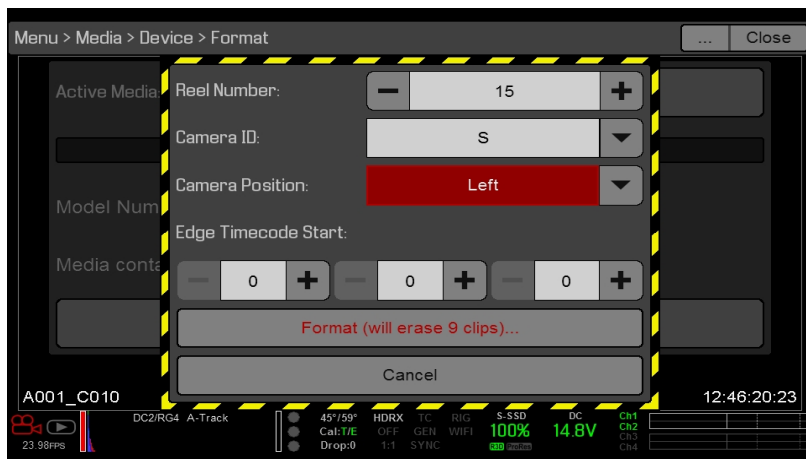 Menu > Media > Device > Format
... Close
Active Media
Reel Number: 15
Camera ID: S
Camera Position: Left
Model Num
Edge Timecode Start:
Media conta
0 0 0
Format (will erase 9 clips)...
Cancel
A001_C010 12:46:20:23
DC2/RG4 A-Track 45°/59° HDRX TC RIG S-SSD DC Ch1
Cal:T/E OFF GEN WIFI 100% 14.8V Ch2
23.98FPS Drop:0 1:1 SYNC R3D ProRes Ch3
Ch4